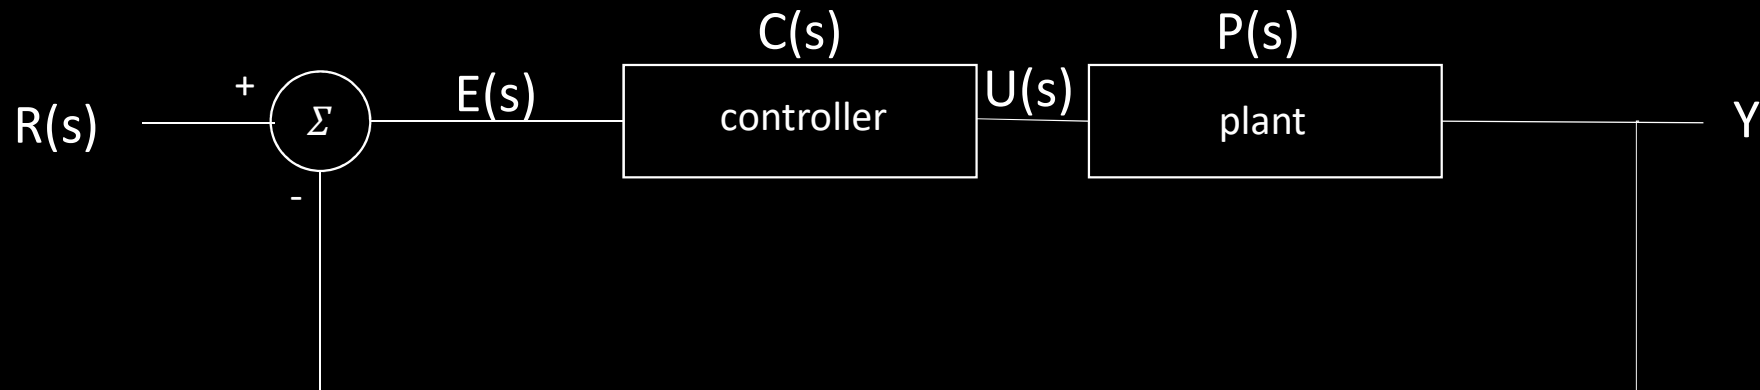 C(s)
P(s)
+
R(s)
Σ
E(s)
controller
U(s)
plant
Y
-